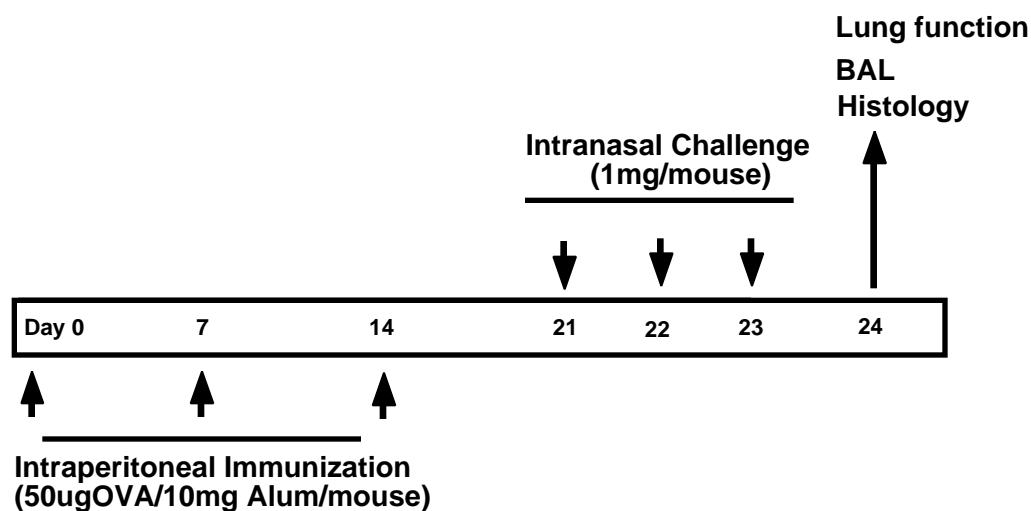 Lung function
BAL
Histology
Intranasal Challenge
(1mg/mouse)
Day 0 7 14 21 22 23 24
Intraperitoneal Immunization
(50ugOVA/10mg Alum/mouse)